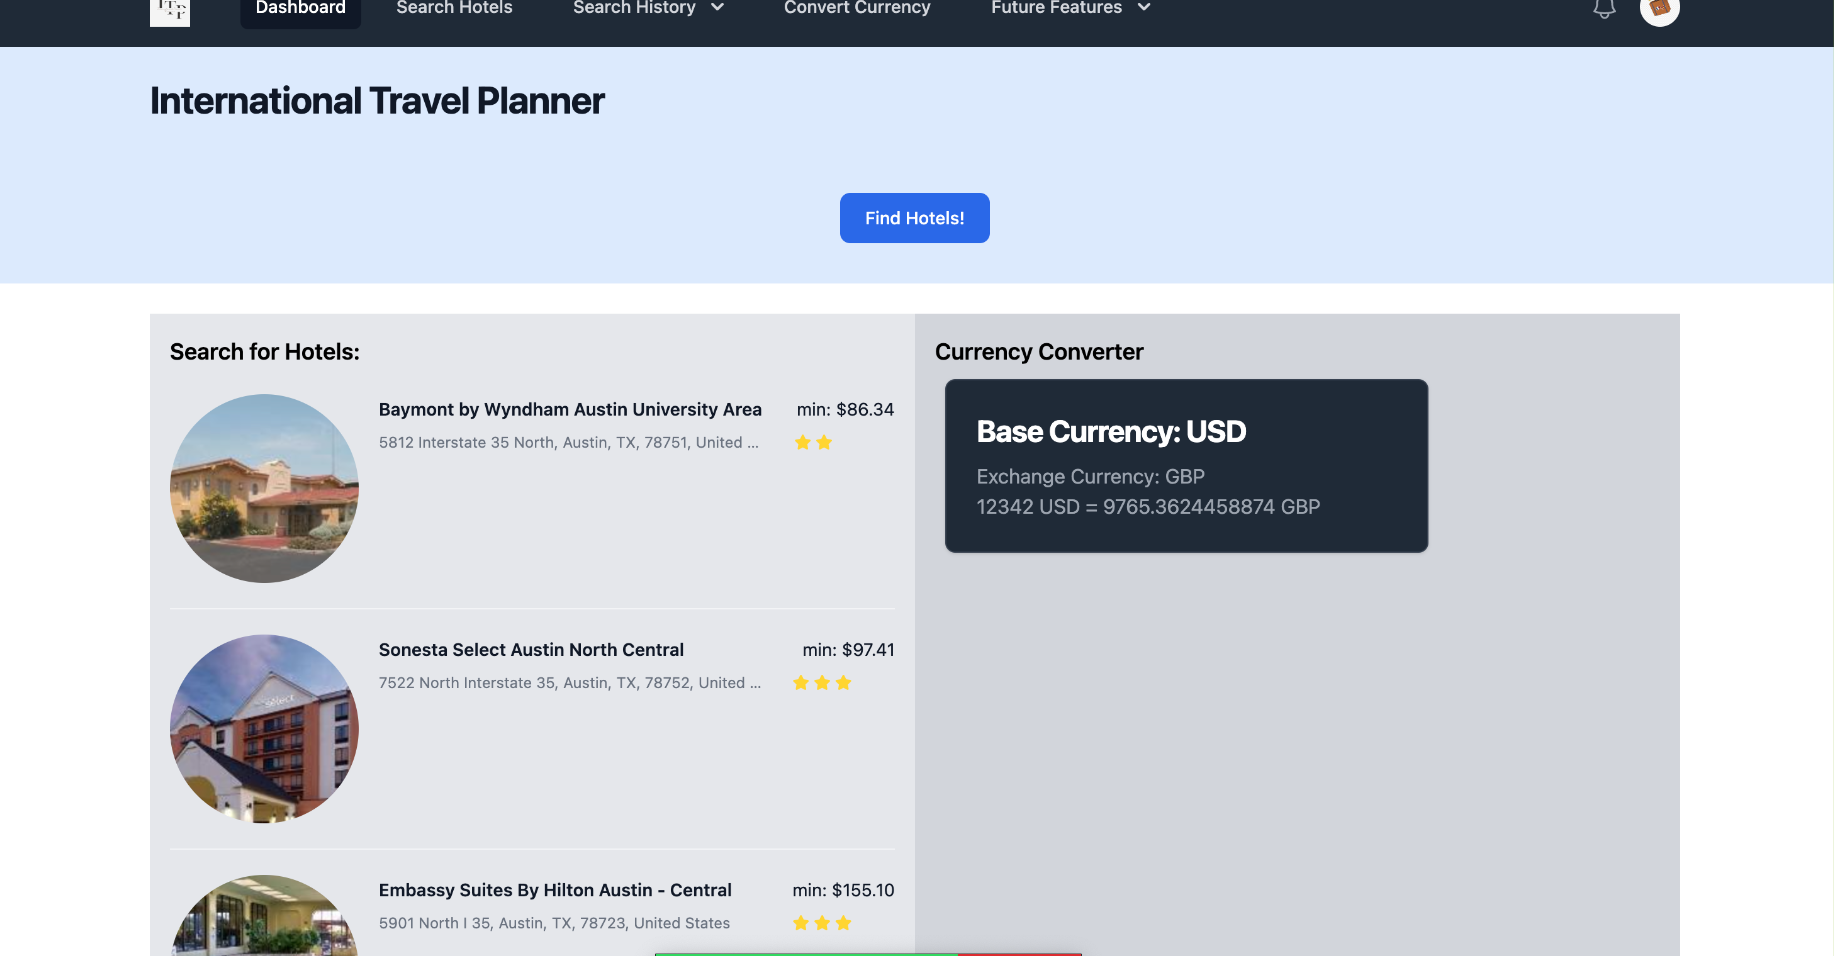 ITP
Dashboard
Search Hotels
Search History
Convert Currency
Future Features
International Travel Planner
Find Hotels!
Search for Hotels:
Baymont by Wyndham Austin University Area
min: $86.34
5812 Interstate 35 North, Austin, TX, 78751, United ...
Sonesta Select Austin North Central
min: $97.41
7522 North Interstate 35, Austin, TX, 78752, United ...
select
Embassy Suites By Hilton Austin - Central
min: $155.10
5901 North I 35, Austin, TX, 78723, United States
Currency Converter
Base Currency: USD
Exchange Currency: GBP
12342 USD = 9765.3624458874 GBP